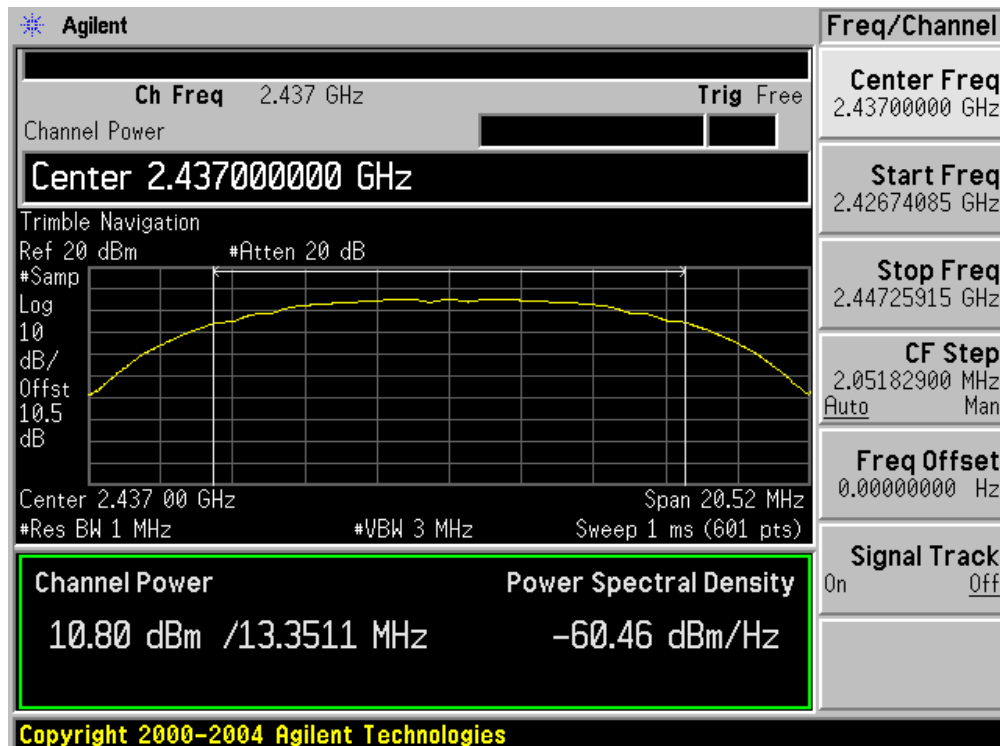 Agilent
Freq/Channel
Ch Freq 2.437 GHz Trig Free
Channel Power
Center 2.437000000 GHz
Trimble Navigation
Ref 20 dBm #Atten 20 dB
#Samp
Log
10
dB/
Offst
10.5
dB
Center 2.437 00 GHz Span 20.52 MHz
#Res BW 1 MHz #VBW 3 MHz Sweep 1 ms (601 pts)
Channel Power Power Spectral Density
10.80 dBm /13.3511 MHz -60.46 dBm/Hz
Center Freq
2.43700000 GHz
Start Freq
2.42674085 GHz
Stop Freq
2.44725915 GHz
CF Step
2.05182900 MHz
Auto Man
Freq Offset
0.00000000 Hz
Signal Track
On Off
Copyright 2000-2004 Agilent Technologies